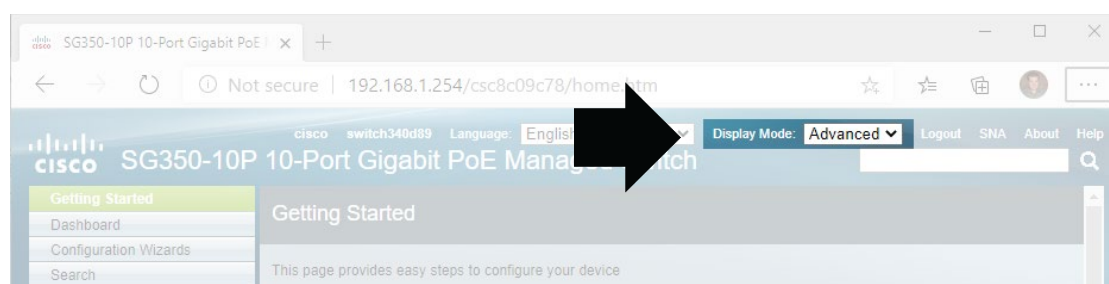 SG350-10P 10-Port Gigabit PoE
Not secure | 192.168.1.254/csc8c09c78/home.htm
cisco switch340d89 Language: English Display Mode: Advanced Logout SNA About Help
cisco SG350-10P 10-Port Gigabit PoE Managed Switch
Getting Started
Dashboard
Configuration Wizards
Search
Getting Started
This page provides easy steps to configure your device